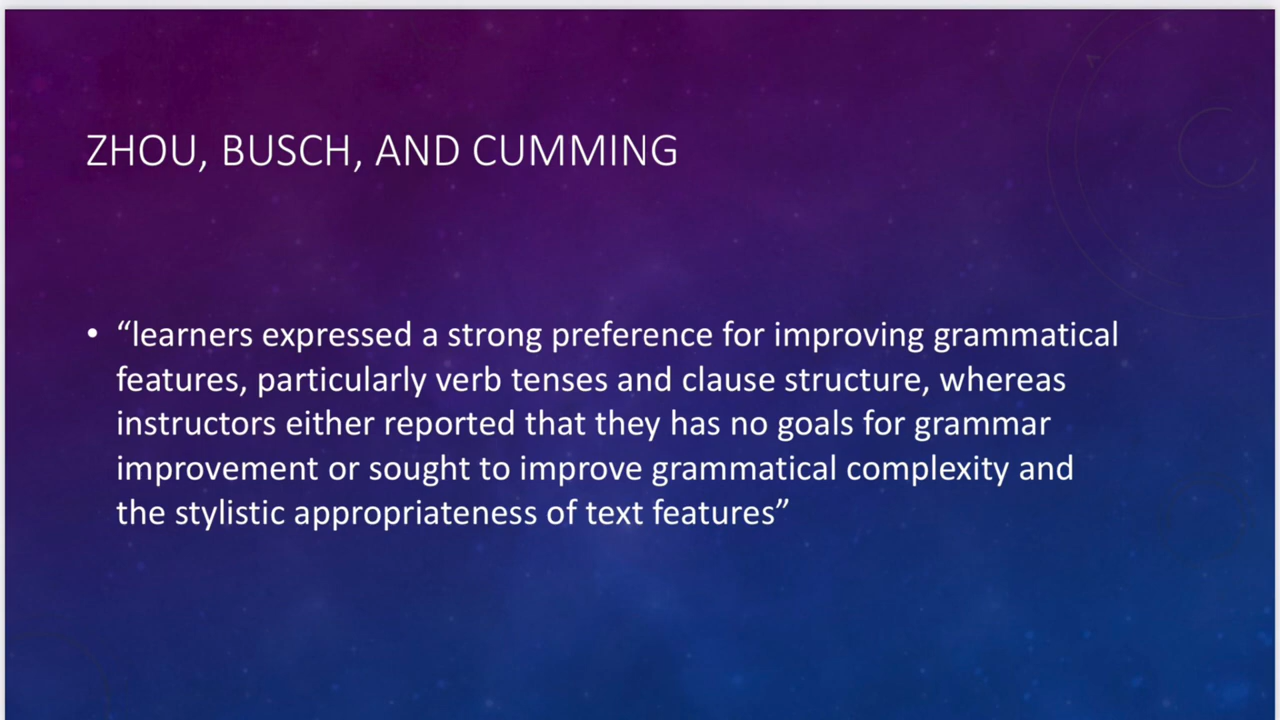 ZHOU, BUSCH, AND CUMMING
• “learners expressed a strong preference for improving grammatical
features, particularly verb tenses and clause structure, whereas
instructors either reported that they has no goals for grammar
improvement or sought to improve grammatical complexity and
the stylistic appropriateness of text features”